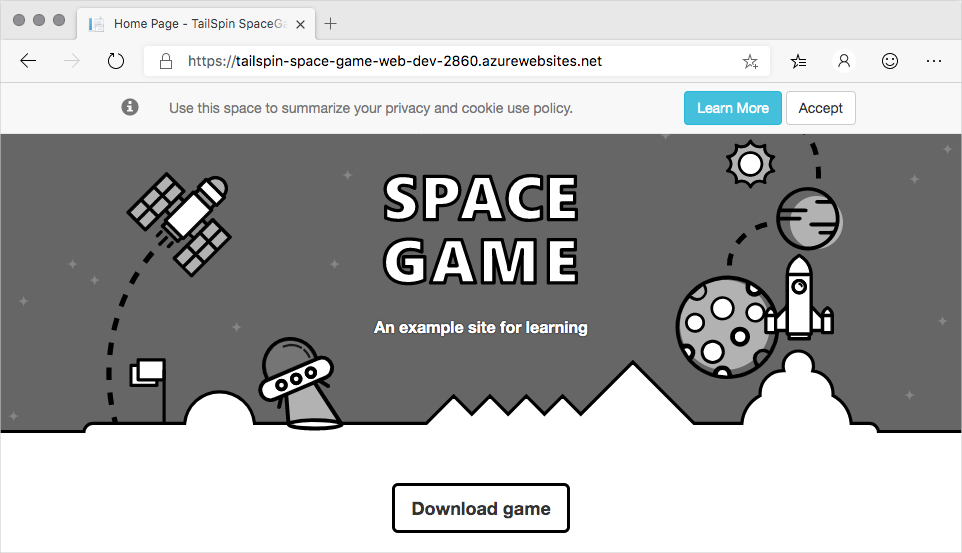 Home Page - TailSpin SpaceGa
https://tailspin-space-game-web-dev-2860.azurewebsites.net
Use this space to summarize your privacy and cookie use policy.
Learn More
Accept
SPACE
GAME
An example site for learning
Download game